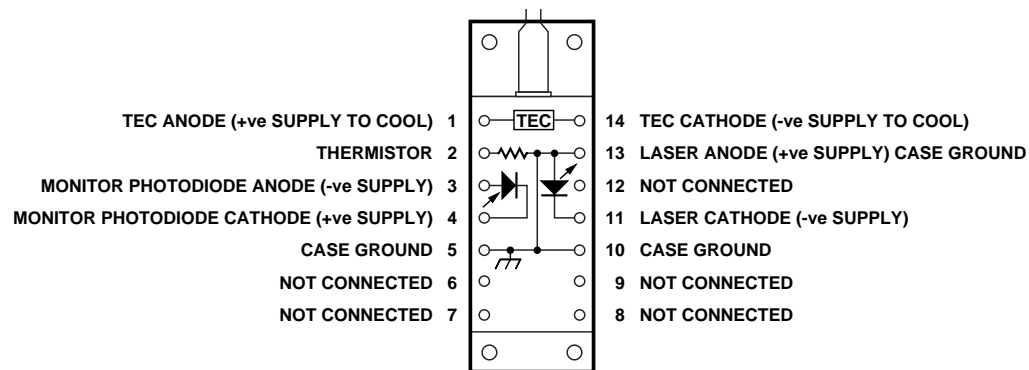 TEC ANODE (+ve SUPPLY TO COOL) 1 TEC 14 TEC CATHODE (-ve SUPPLY TO COOL)
THERMISTOR 2 13 LASER ANODE (+ve SUPPLY) CASE GROUND
MONITOR PHOTODIODE ANODE (-ve SUPPLY) 3 12 NOT CONNECTED
MONITOR PHOTODIODE CATHODE (+ve SUPPLY) 4 11 LASER CATHODE (-ve SUPPLY)
CASE GROUND 5 10 CASE GROUND
NOT CONNECTED 6 9 NOT CONNECTED
NOT CONNECTED 7 8 NOT CONNECTED